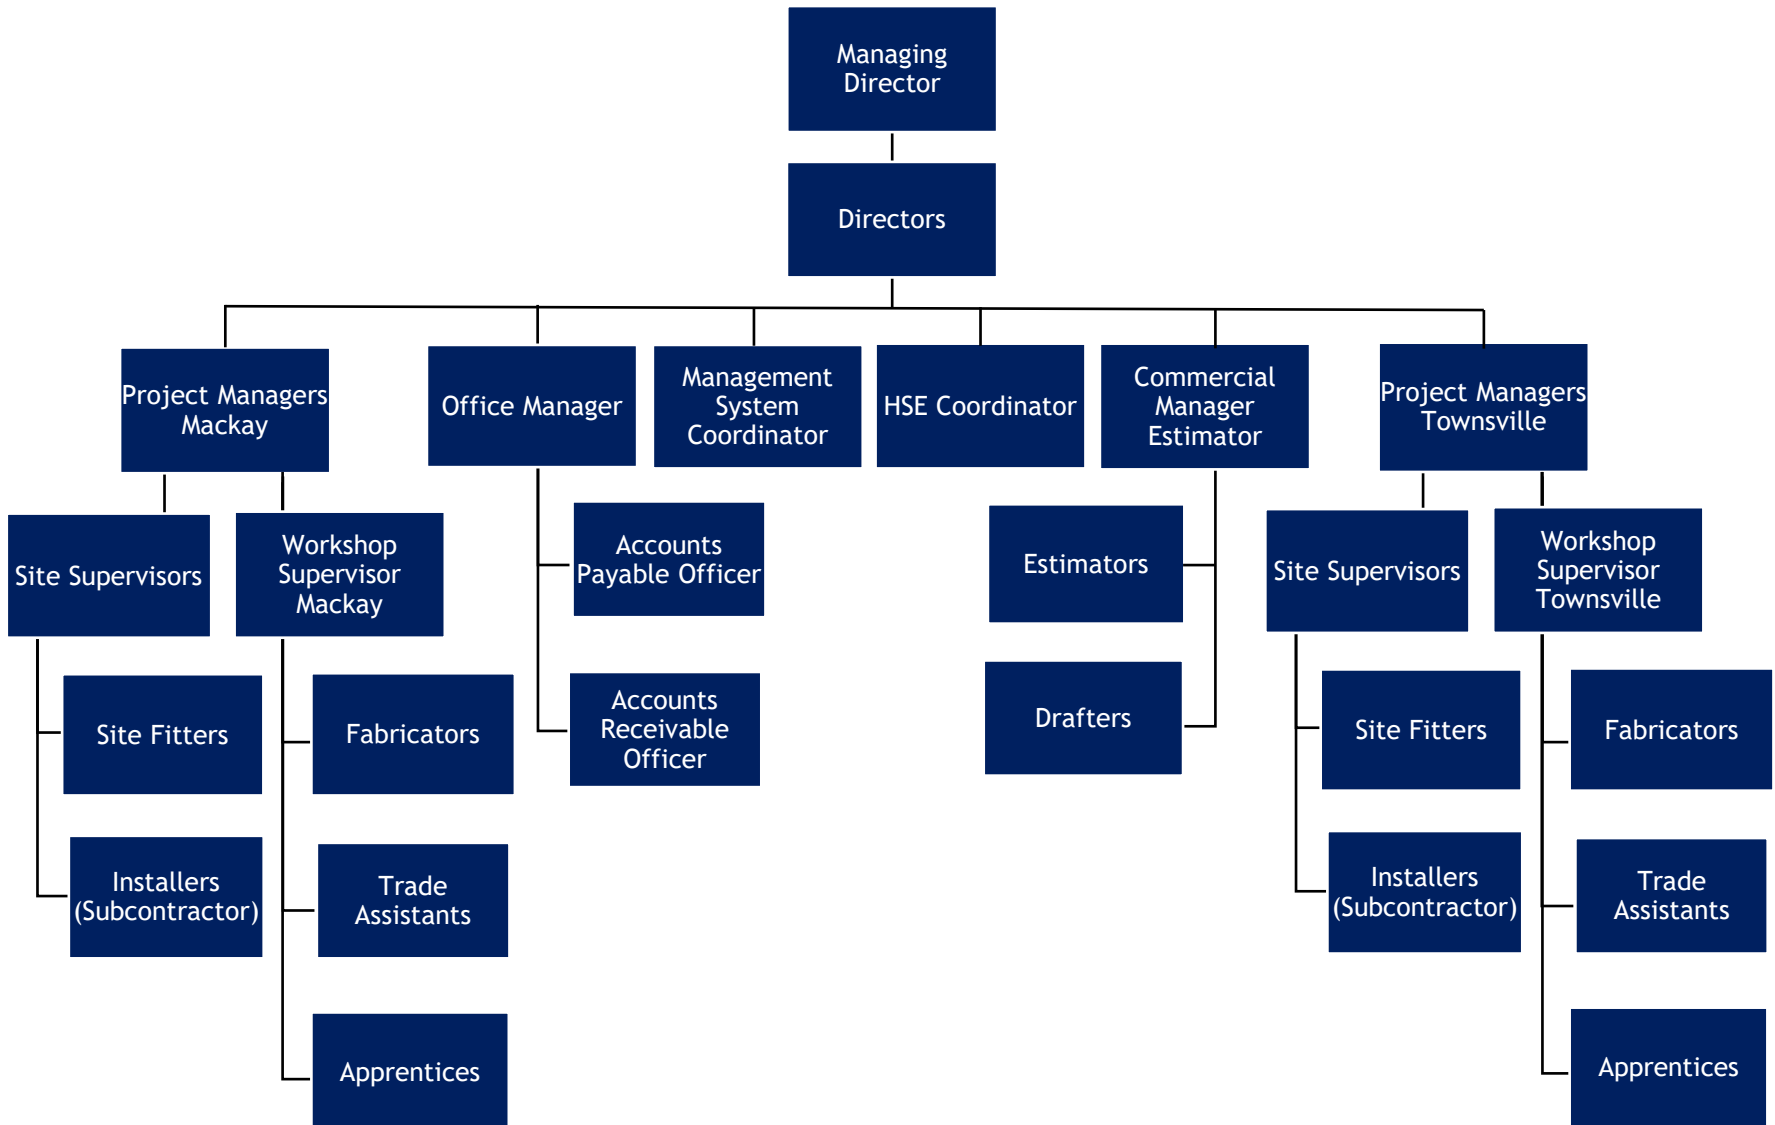 Managing
Director
Directors
Project Managers
Mackay
Office Manager
Management
System
Coordinator
HSE Coordinator
Commercial
Manager
Estimator
Project Managers
Townsville
Site Supervisors
Workshop
Supervisor
Mackay
Accounts
Payable Officer
Estimators
Site Supervisors
Workshop
Supervisor
Townsville
Site Fitters
Fabricators
Accounts
Receivable
Officer
Drafters
Site Fitters
Fabricators
Installers
(Subcontractor)
Trade
Assistants
Installers
(Subcontractor)
Trade
Assistants
Apprentices
Apprentices